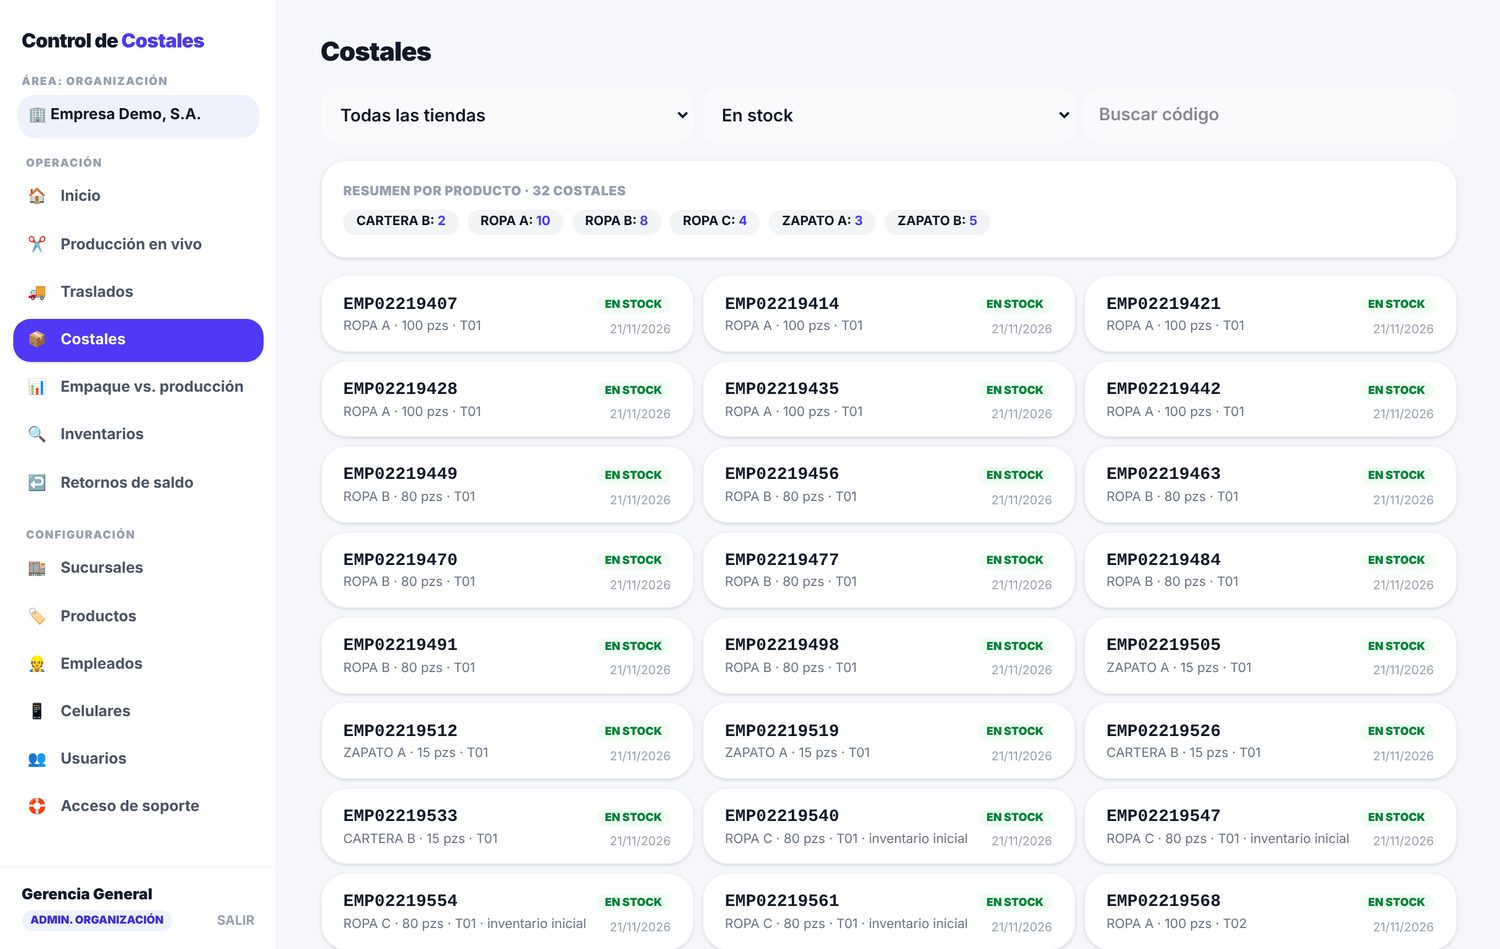 Control de Costales
ÁREA: ORGANIZACIÓN
Empresa Demo, S.A.
OPERACIÓN
Inicio
Producción en vivo
Traslados
Costales
Empaque vs. producción
Inventarios
Retornos de saldo
CONFIGURACIÓN
Sucursales
Productos
Empleados
Celulares
Usuarios
Acceso de soporte
Gerencia General
ADMIN. ORGANIZACIÓN SALIR
Costales
Todas las tiendas En stock Buscar código
RESUMEN POR PRODUCTO · 32 COSTALES
CARTERA B: 2 ROPA A: 10 ROPA B: 8 ROPA C: 4 ZAPATO A: 3 ZAPATO B: 5
EMP02219407 EN STOCK
ROPA A · 100 pzs · T01 21/11/2026
EMP02219414 EN STOCK
ROPA A · 100 pzs · T01 21/11/2026
EMP02219421 EN STOCK
ROPA A · 100 pzs · T01 21/11/2026
EMP02219428 EN STOCK
ROPA A · 100 pzs · T01 21/11/2026
EMP02219435 EN STOCK
ROPA A · 100 pzs · T01 21/11/2026
EMP02219442 EN STOCK
ROPA A · 100 pzs · T01 21/11/2026
EMP02219449 EN STOCK
ROPA B · 80 pzs · T01 21/11/2026
EMP02219456 EN STOCK
ROPA B · 80 pzs · T01 21/11/2026
EMP02219463 EN STOCK
ROPA B · 80 pzs · T01 21/11/2026
EMP02219470 EN STOCK
ROPA B · 80 pzs · T01 21/11/2026
EMP02219477 EN STOCK
ROPA B · 80 pzs · T01 21/11/2026
EMP02219484 EN STOCK
ROPA B · 80 pzs · T01 21/11/2026
EMP02219491 EN STOCK
ROPA B · 80 pzs · T01 21/11/2026
EMP02219498 EN STOCK
ROPA B · 80 pzs · T01 21/11/2026
EMP02219505 EN STOCK
ZAPATO A · 15 pzs · T01 21/11/2026
EMP02219512 EN STOCK
ZAPATO A · 15 pzs · T01 21/11/2026
EMP02219519 EN STOCK
ZAPATO A · 15 pzs · T01 21/11/2026
EMP02219526 EN STOCK
CARTERA B · 15 pzs · T01 21/11/2026
EMP02219533 EN STOCK
CARTERA B · 15 pzs · T01 21/11/2026
EMP02219540 EN STOCK
ROPA C · 80 pzs · T01 · inventario inicial 21/11/2026
EMP02219547 EN STOCK
ROPA C · 80 pzs · T01 · inventario inicial 21/11/2026
EMP02219554 EN STOCK
ROPA C · 80 pzs · T01 · inventario inicial 21/11/2026
EMP02219561 EN STOCK
ROPA C · 80 pzs · T01 · inventario inicial 21/11/2026
EMP02219568 EN STOCK
ROPA A · 100 pzs · T02 21/11/2026